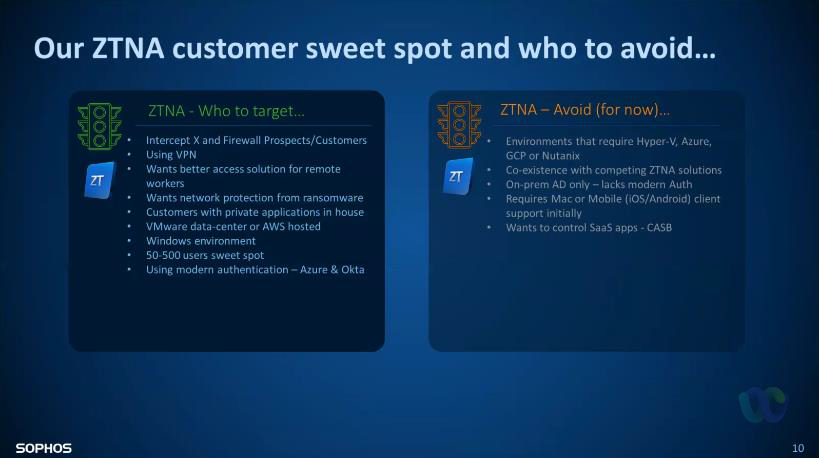 Our ZTNA customer sweet spot and who to avoid…
ZTNA - Who to target…
• Intercept X and Firewall Prospects/Customers
• Using VPN
• Wants better access solution for remote
workers
• Wants network protection from ransomware
• Customers with private applications in house
• VMware data-center or AWS hosted
• Windows environment
• 50-500 users sweet spot
• Using modern authentication – Azure & Okta
ZT
ZTNA – Avoid (for now)…
• Environments that require Hyper-V, Azure,
GCP or Nutanix
• Co-existence with competing ZTNA solutions
• On-prem AD only – lacks modern Auth
• Requires Mac or Mobile (iOS/Android) client
support initially
• Wants to control SaaS apps - CASB
ZT
SOPHOS
10